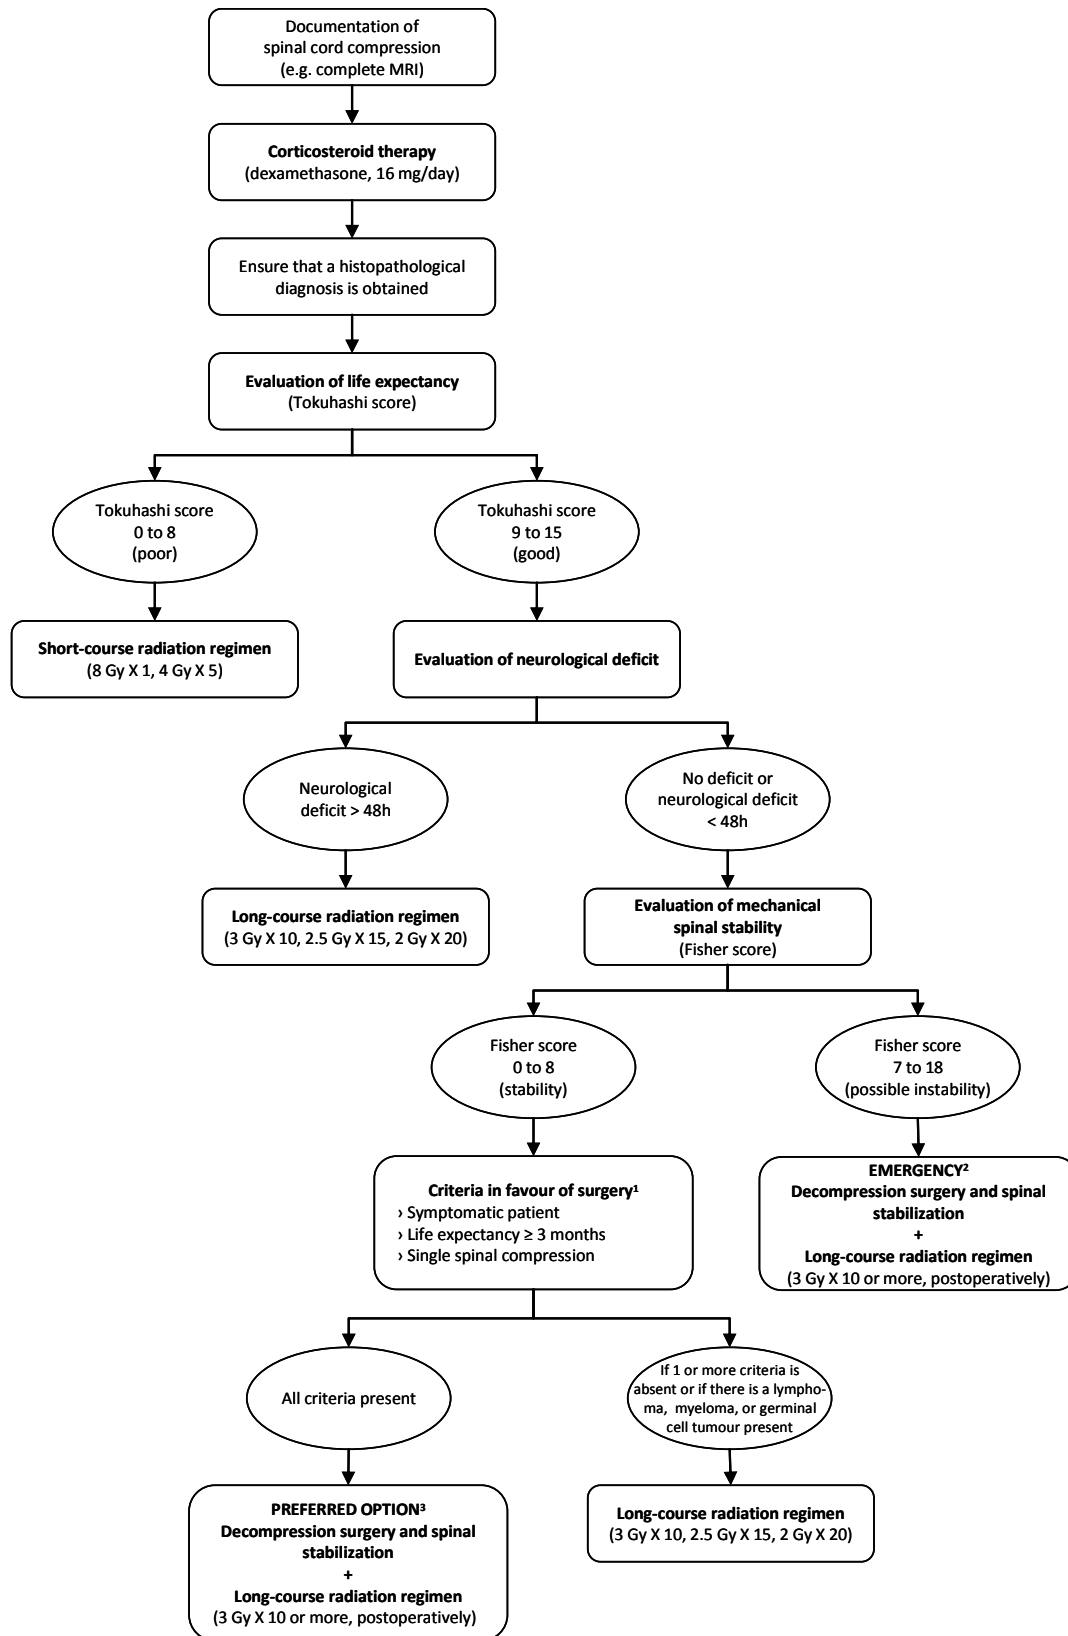 Documentation of
spinal cord compression
(e.g. complete MRI)
Corticosteroid therapy
(dexamethasone, 16 mg/day)
Ensure that a histopathological
diagnosis is obtained
Evaluation of life expectancy
(Tokuhashi score)
Tokuhashi score
0 to 8
(poor)
Tokuhashi score
9 to 15
(good)
Short-course radiation regimen
(8 Gy X 1, 4 Gy X 5)
Evaluation of neurological deficit
Neurological
deficit > 48h
No deficit or
neurological deficit
< 48h
Long-course radiation regimen
(3 Gy X 10, 2.5 Gy X 15, 2 Gy X 20)
Evaluation of mechanical
spinal stability
(Fisher score)
Fisher score
0 to 8
(stability)
Fisher score
7 to 18
(possible instability)
Criteria in favour of surgery¹
› Symptomatic patient
› Life expectancy ≥ 3 months
› Single spinal compression
EMERGENCY²
Decompression surgery and spinal
stabilization
+
Long-course radiation regimen
(3 Gy X 10 or more, postoperatively)
All criteria present
If 1 or more criteria is
absent or if there is a lympho-
ma, myeloma, or germinal
cell tumour present
PREFERRED OPTION³
Decompression surgery and spinal
stabilization
+
Long-course radiation regimen
(3 Gy X 10 or more, postoperatively)
Long-course radiation regimen
(3 Gy X 10, 2.5 Gy X 15, 2 Gy X 20)